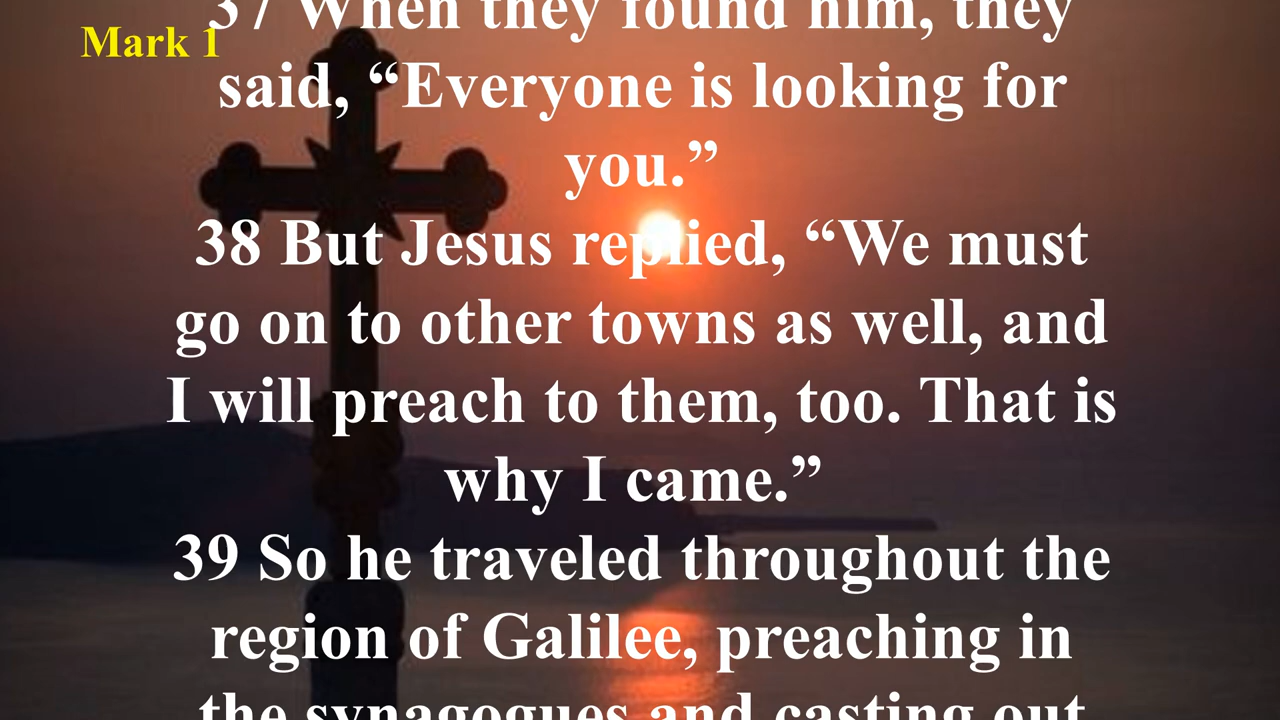 Mark 1
37 When they found him, they
said, “Everyone is looking for
you.”
38 But Jesus replied, “We must
go on to other towns as well, and
I will preach to them, too. That is
why I came.”
39 So he traveled throughout the
region of Galilee, preaching in
the synagogues and casting out